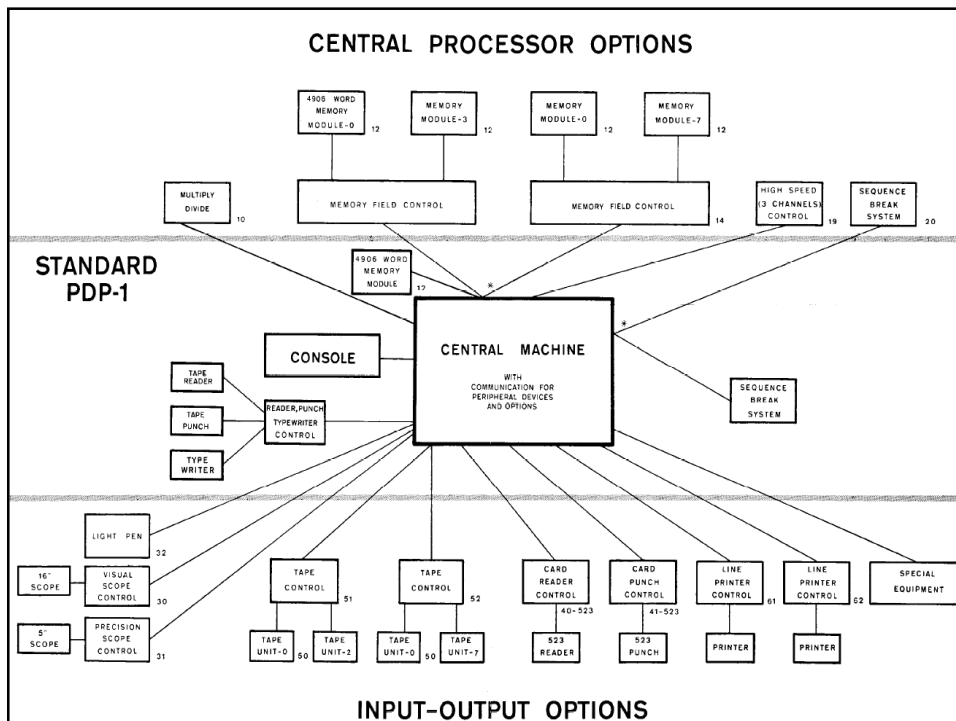 CENTRAL PROCESSOR OPTIONS
4906 WORD
MEMORY
MODULE-0
12
MEMORY
MODULE-3
12
MEMORY
MODULE-0
12
MEMORY
MODULE-7
12
MULTIPLY
DIVIDE
10
MEMORY FIELD CONTROL
MEMORY FIELD CONTROL
14
HIGH SPEED
(3 CHANNELS)
CONTROL
19
SEQUENCE
BREAK
SYSTEM
20
STANDARD
PDP-1
4906 WORD
MEMORY
MODULE
12
*
*
CONSOLE
CENTRAL MACHINE
WITH
COMMUNICATION FOR
PERIPHERAL DEVICES
AND OPTIONS
TAPE
READER
TAPE
PUNCH
TYPE
WRITER
READER, PUNCH
TYPEWRITER
CONTROL
SEQUENCE
BREAK
SYSTEM
LIGHT PEN
32
16"
SCOPE
VISUAL
SCOPE
CONTROL
30
5"
SCOPE
PRECISION
SCOPE
CONTROL
31
TAPE
CONTROL
51
TAPE
UNIT-0
50
TAPE
UNIT-2
TAPE
CONTROL
52
TAPE
UNIT-0
50
TAPE
UNIT-7
CARD
READER
CONTROL
40-523
523
READER
CARD
PUNCH
CONTROL
41-523
523
PUNCH
LINE
PRINTER
CONTROL
61
PRINTER
LINE
PRINTER
CONTROL
62
PRINTER
SPECIAL
EQUIPMENT
INPUT-OUTPUT OPTIONS